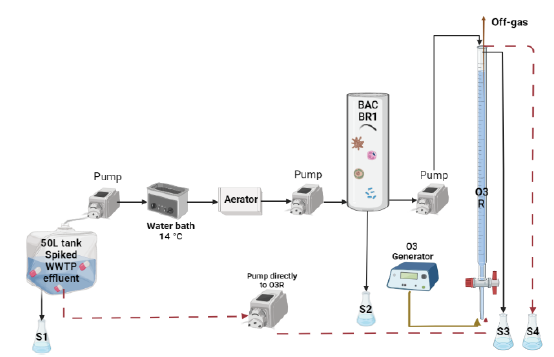 Off-gas
BAC
BR1
Pump
Pump
Pump
Aerator
Water bath
14 °C
O3
R
50L tank
Spiked
WWTP
effluent
O3
Generator
Pump directly
to O3R
S1
S2
S3
S4